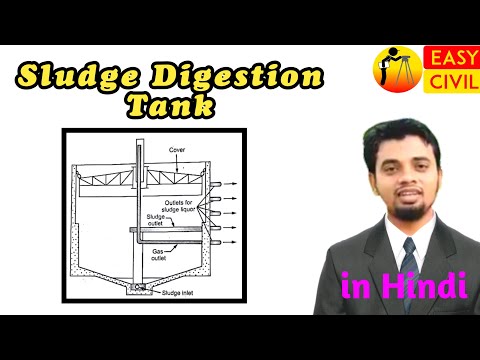 Sludge Digestion
Tank
EASY
CIVIL
Cover
Outlets for
sludge liquor
Sludge
outlet
Gas
outlet
Sludge inlet
in Hindi